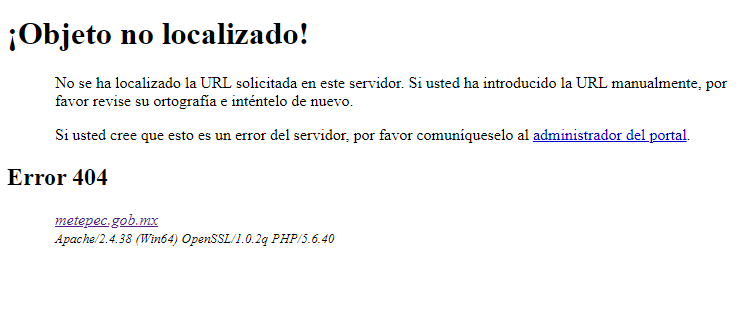 ¡Objeto no localizado!
No se ha localizado la URL solicitada en este servidor. Si usted ha introducido la URL manualmente, por
favor revise su ortografía e inténtelo de nuevo.
Si usted cree que esto es un error del servidor, por favor comuníqueselo al administrador del portal.
Error 404
metepec.gob.mx
Apache/2.4.38 (Win64) OpenSSL/1.0.2q PHP/5.6.40